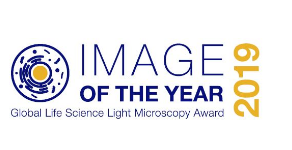 IMAGE
OF THE YEAR
Global Life Science Light Microscopy Award
2019